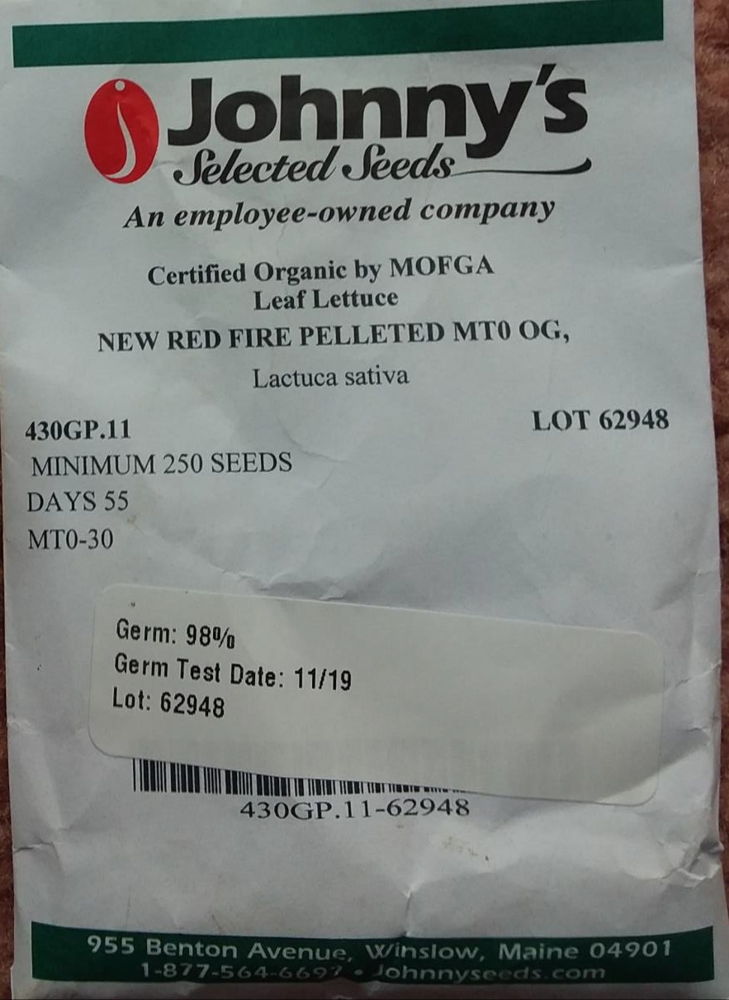 Johnny's
Selected Seeds
An employee-owned company
Certified Organic by MOFGA
Leaf Lettuce
NEW RED FIRE PELLETED MT0 OG,
Lactuca sativa
430GP.11 LOT 62948
MINIMUM 250 SEEDS
DAYS 55
MT0-30
Germ: 98%
Germ Test Date: 11/19
Lot: 62948
430GP.11-62948
955 Benton Avenue, Winslow, Maine 04901
1-877-564-6697 • Johnnyseeds.com